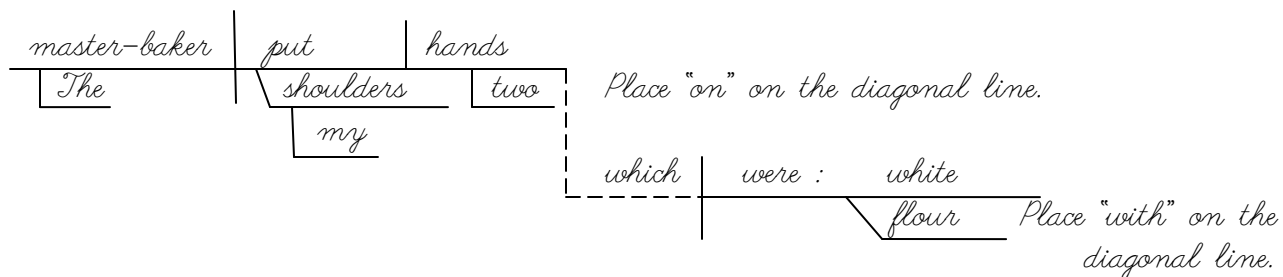 master-baker put hands
The shoulders two Place “on” on the diagonal line.
my
which were : white
flour Place “with” on the
diagonal line.